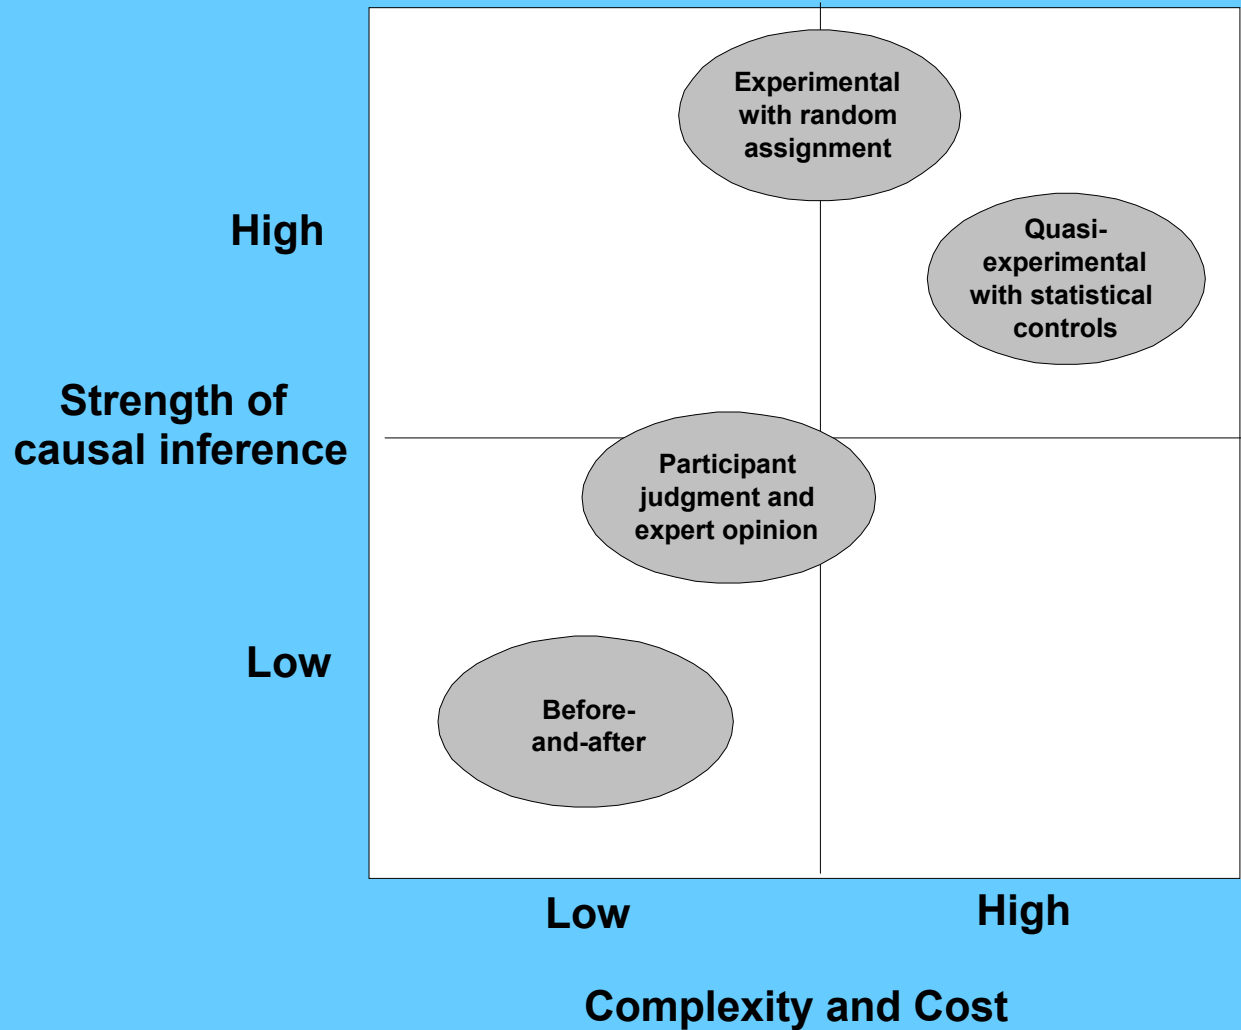 Experimental
with random
assignment
High
Quasi-
experimental
with statistical
controls
Strength of
causal inference
Participant
judgment and
expert opinion
Low
Before-
and-after
Low
High
Complexity and Cost